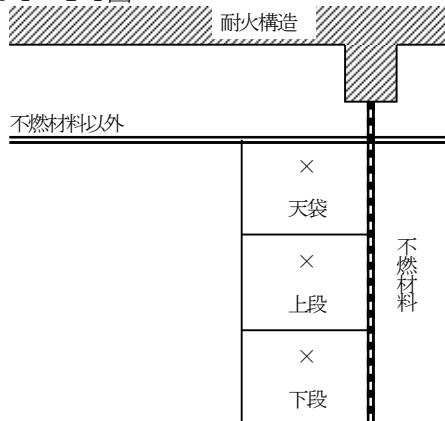 耐火構造
不燃材料以外
×
天袋
×
上段
×
下段
不燃材料